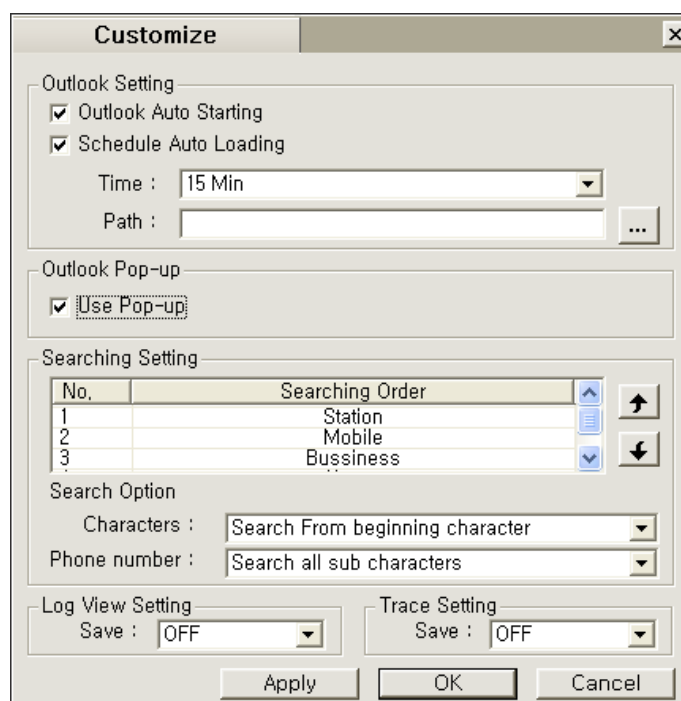 Customize
Outlook Setting
Outlook Auto Starting
Schedule Auto Loading
Time : 15 Min
Path : ...
Outlook Pop-up
Use Pop-up
Searching Setting
No. Searching Order
1 Station
2 Mobile
3 Bussiness
Search Option
Characters : Search From beginning character
Phone number : Search all sub characters
Log View Setting Trace Setting
Save : OFF Save : OFF
Apply OK Cancel